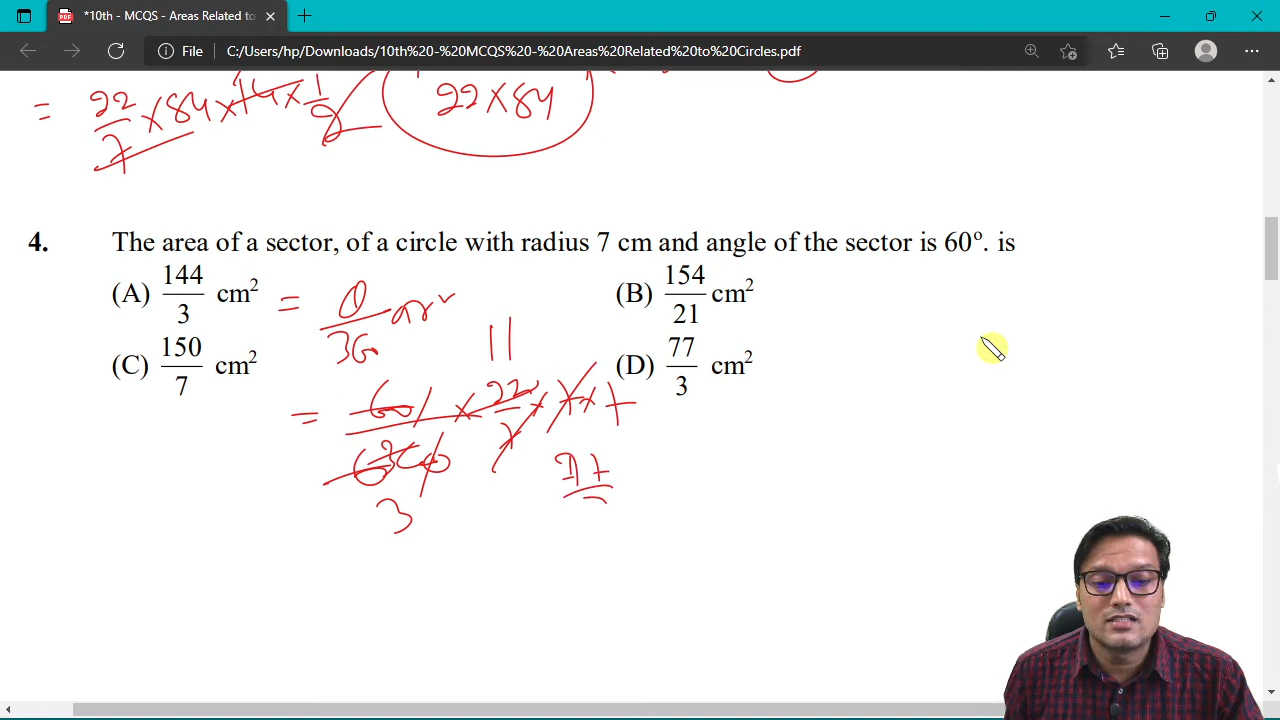 *10th - MCQS - Areas Related to
File
C:/Users/hp/Downloads/10th%20-%20MCQS%20-%20Areas%20Related%20to%20Circles.pdf
= 22/7 × 84 × 14 × 1/2
22 × 84
4. The area of a sector, of a circle with radius 7 cm and angle of the sector is 60º. is
(A) 144/3 cm² (B) 154/21 cm²
= θ/360 πr²
(C) 150/7 cm² (D) 77/3 cm²
11
= 60/360 × 22/7 × 7 × 7
3
77